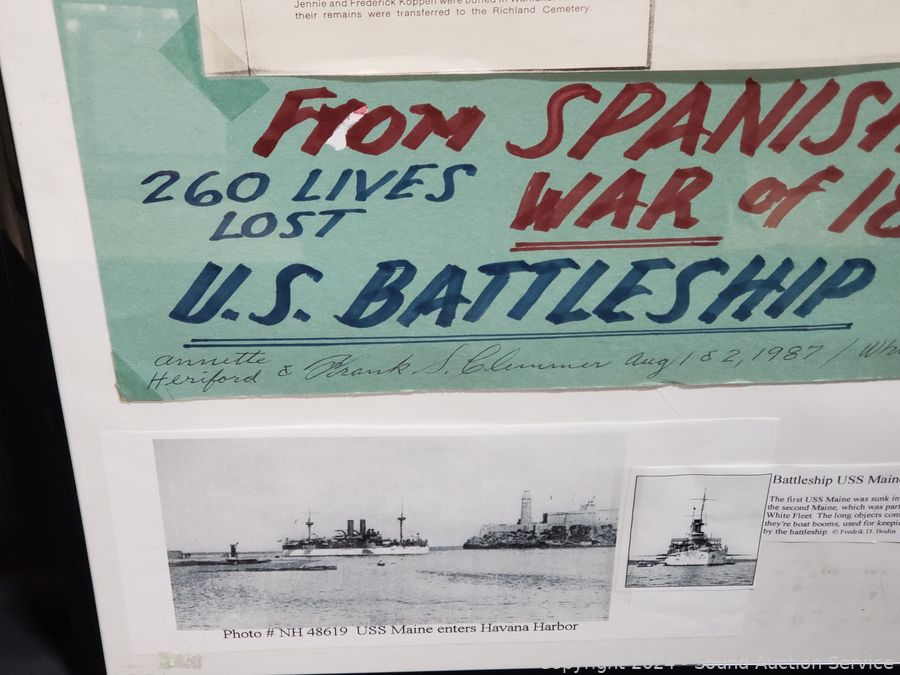 Jennie and Frederick Koppen were buried in
their remains were transferred to the Richland Cemetery.
FROM SPANISH
260 LIVES
LOST
WAR of 18
U.S. BATTLESHIP
annette
Heriford & Frank S. Clemmer Aug 1 & 2, 1987 /
Battleship USS Maine
The first USS Maine was sunk in
the second Maine, which was part
White Fleet. The long objects com
they're boat booms, used for keepi
by the battleship. © Fredrik D. Bodin
Photo # NH 48619 USS Maine enters Havana Harbor
Copyright 2024 - Sound Auction Service